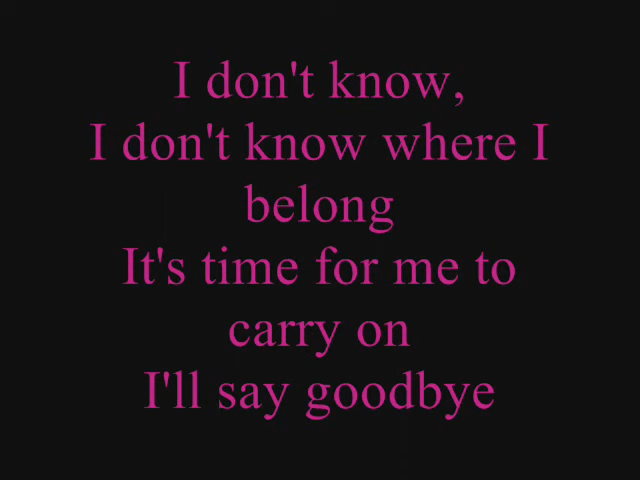 I don't know,
I don't know where I
belong
It's time for me to
carry on
I'll say goodbye